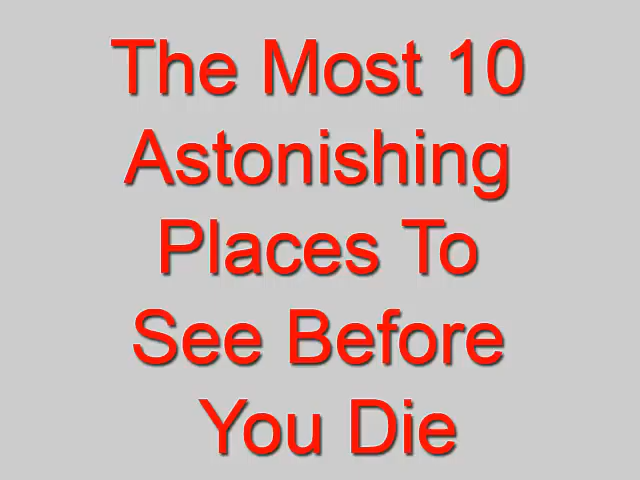 The Most 10
Astonishing
Places To
See Before
You Die